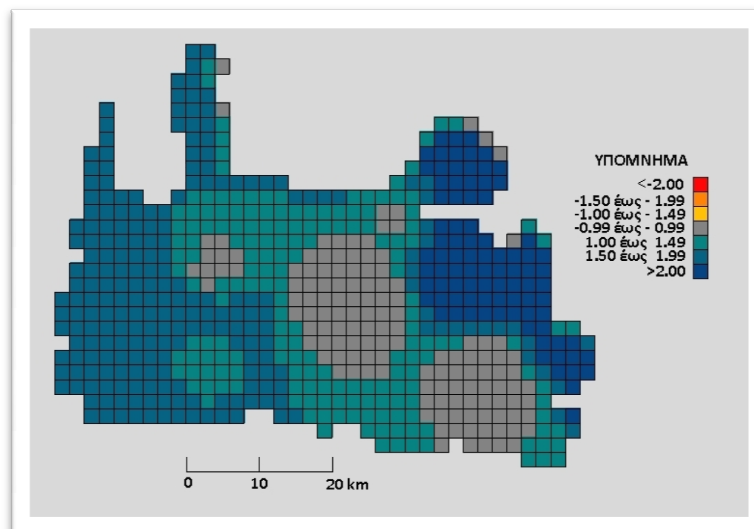 ΥΠΟΜΝΗΜΑ
<-2.00
-1.50 έως - 1.99
-1.00 έως - 1.49
-0.99 έως - 0.99
1.00 έως 1.49
1.50 έως 1.99
>2.00
0 10 20 km